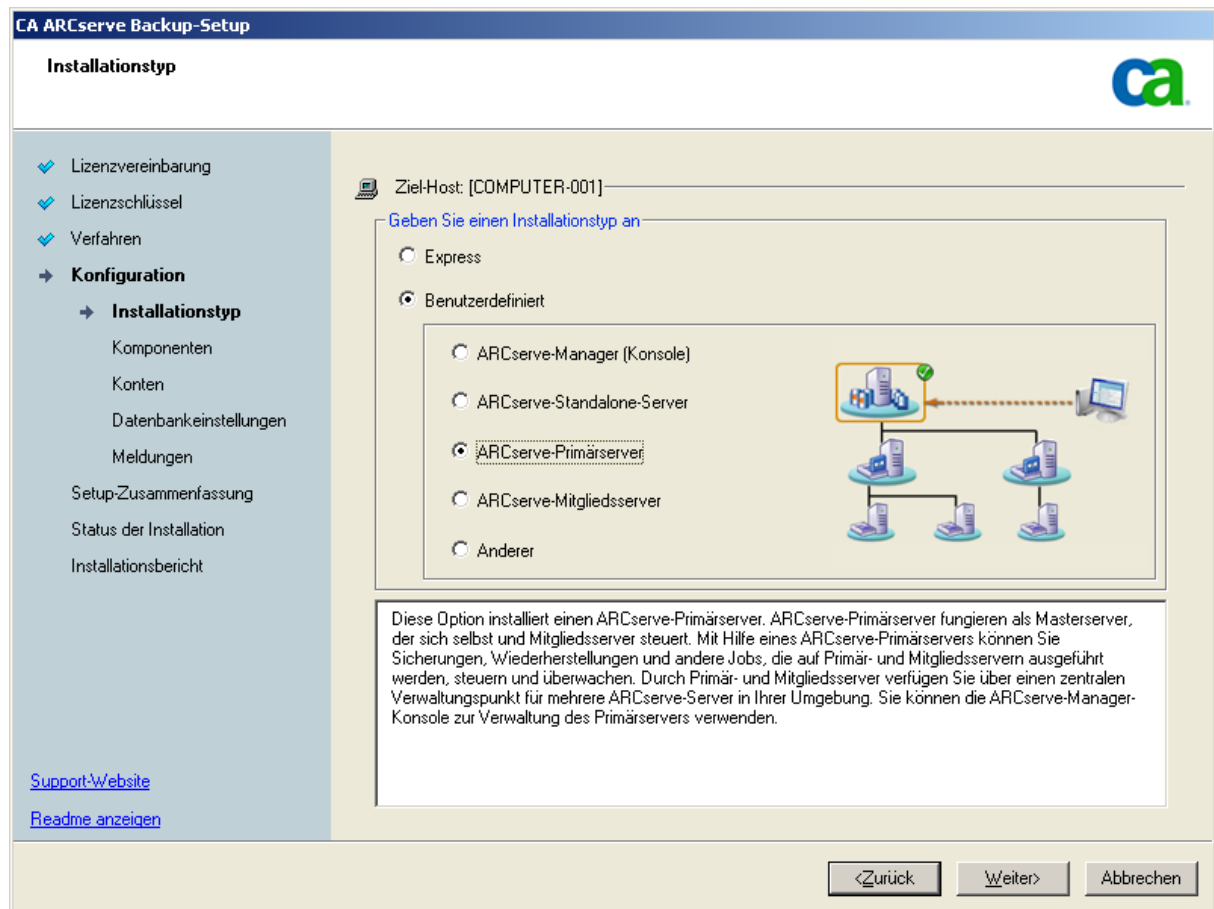 CA ARCserve Backup-Setup
Installationstyp
ca
Lizenzvereinbarung
Lizenzschlüssel
Verfahren
Konfiguration
Installationstyp
Komponenten
Konten
Datenbankeinstellungen
Meldungen
Setup-Zusammenfassung
Status der Installation
Installationsbericht
Support-Website
Readme anzeigen
Ziel-Host: [COMPUTER-001]
Geben Sie einen Installationstyp an
Express
Benutzerdefiniert
ARCserve-Manager (Konsole)
ARCserve-Standalone-Server
ARCserve-Primärserver
ARCserve-Mitgliedsserver
Anderer
Diese Option installiert einen ARCserve-Primärserver. ARCserve-Primärserver fungieren als Masterserver,
der sich selbst und Mitgliedsserver steuert. Mit Hilfe eines ARCserve-Primärservers können Sie
Sicherungen, Wiederherstellungen und andere Jobs, die auf Primär- und Mitgliedsservern ausgeführt
werden, steuern und überwachen. Durch Primär- und Mitgliedsserver verfügen Sie über einen zentralen
Verwaltungspunkt für mehrere ARCserve-Server in Ihrer Umgebung. Sie können die ARCserve-Manager-
Konsole zur Verwaltung des Primärservers verwenden.
<Zurück
Weiter>
Abbrechen